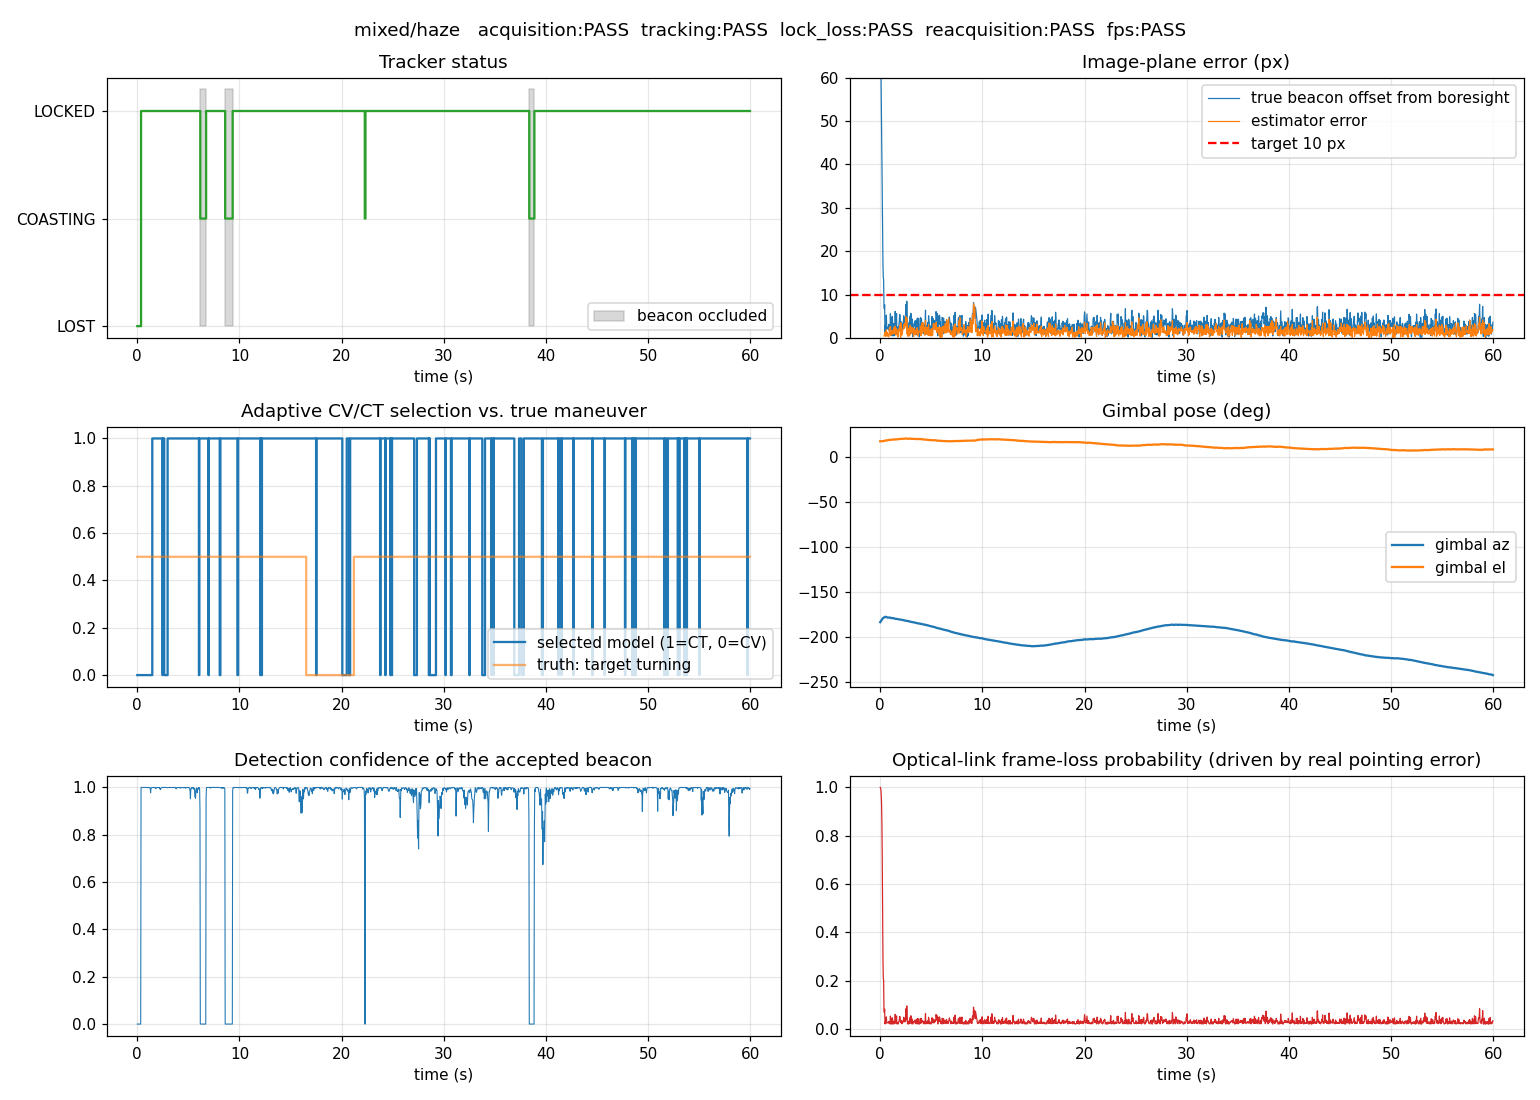 mixed/haze   acquisition:PASS  tracking:PASS  lock_loss:PASS  reacquisition:PASS  fps:PASS
Tracker status
LOCKED
COASTING
LOST
beacon occluded
0 10 20 30 40 50 60
time (s)
Image-plane error (px)
60
50
40
30
20
10
0
true beacon offset from boresight
estimator error
target 10 px
0 10 20 30 40 50 60
time (s)
Adaptive CV/CT selection vs. true maneuver
1.0
0.8
0.6
0.4
0.2
0.0
selected model (1=CT, 0=CV)
truth: target turning
0 10 20 30 40 50 60
time (s)
Gimbal pose (deg)
0
−50
−100
−150
−200
−250
gimbal az
gimbal el
0 10 20 30 40 50 60
time (s)
Detection confidence of the accepted beacon
1.0
0.8
0.6
0.4
0.2
0.0
0 10 20 30 40 50 60
time (s)
Optical-link frame-loss probability (driven by real pointing error)
1.0
0.8
0.6
0.4
0.2
0.0
0 10 20 30 40 50 60
time (s)